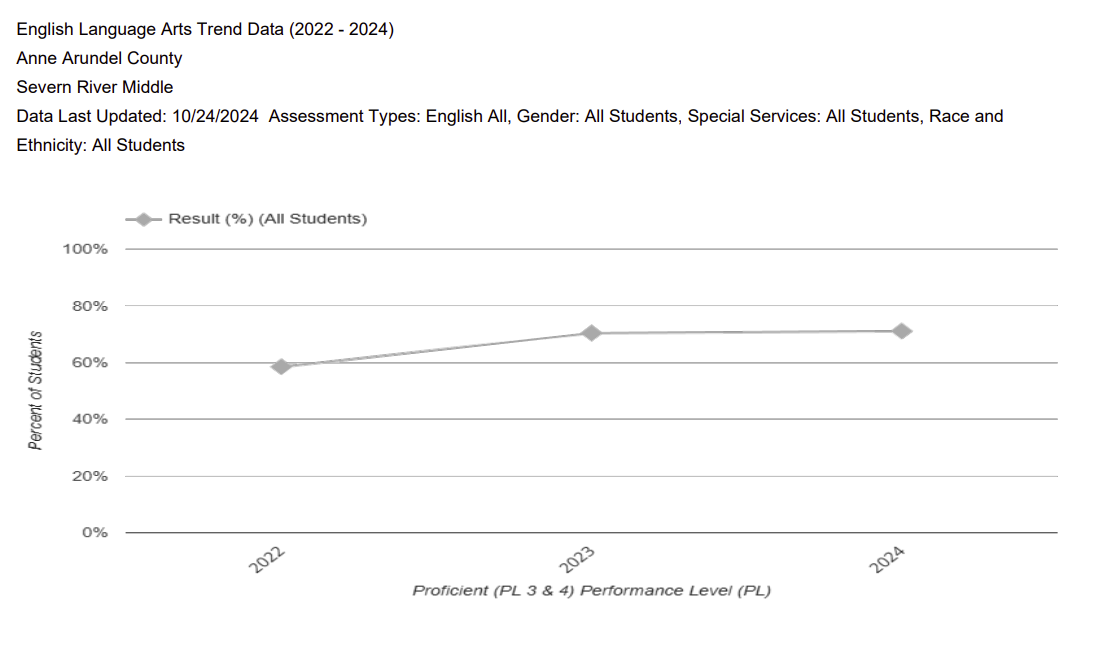 English Language Arts Trend Data (2022 - 2024)
Anne Arundel County
Severn River Middle
Data Last Updated: 10/24/2024  Assessment Types: English All, Gender: All Students, Special Services: All Students, Race and
Ethnicity: All Students
Result (%) (All Students)
100%
80%
60%
40%
20%
0%
Percent of Students
2022
2023
2024
Proficient (PL 3 & 4) Performance Level (PL)